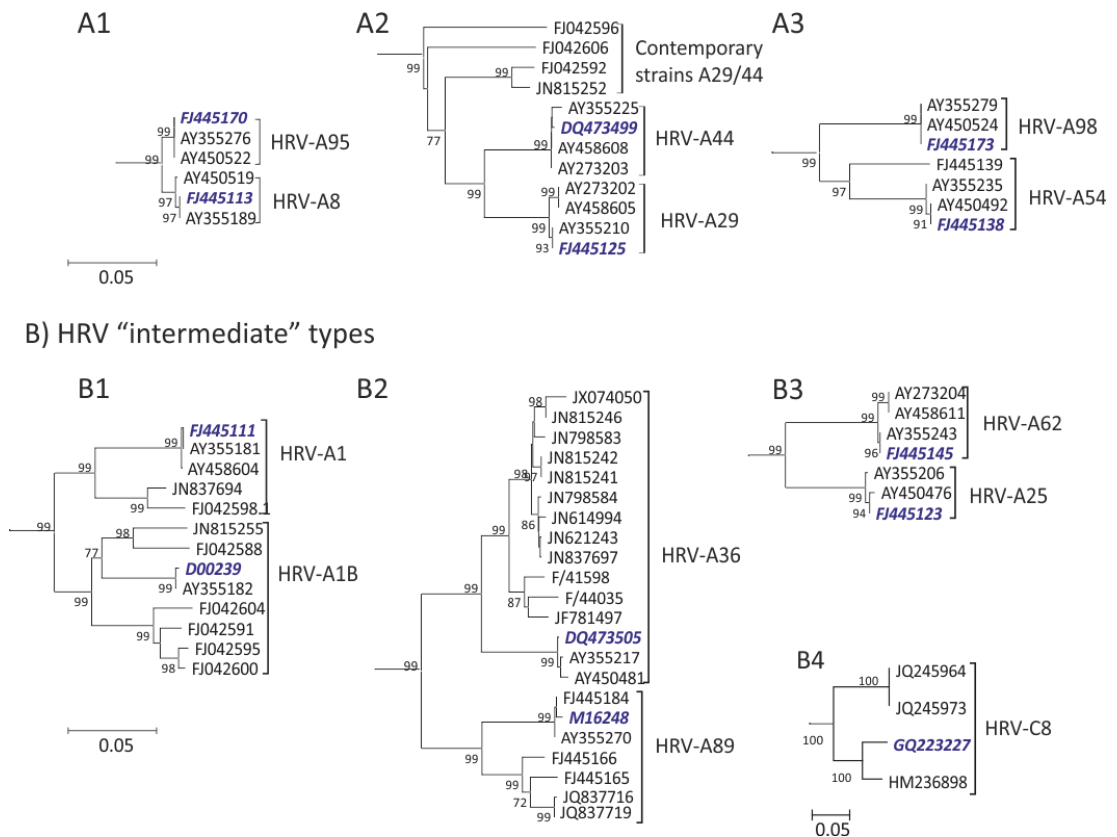 A1
99
FJ445170
AY355276
AY450522
HRV-A95
99
AY450519
FJ445113
AY355189
97
97
HRV-A8
0.05
A2
FJ042596
FJ042606
FJ042592
JN815252
99
99
Contemporary
strains A29/44
77
AY355225
DQ473499
AY458608
AY273203
99
HRV-A44
99
AY273202
AY458605
AY355210
FJ445125
99
99
93
HRV-A29
A3
AY355279
AY450524
FJ445173
99
HRV-A98
99
FJ445139
AY355235
AY450492
FJ445138
97
99
91
HRV-A54
B) HRV “intermediate” types
B1
FJ445111
AY355181
AY458604
JN837694
FJ042598.1
99
99
99
HRV-A1
99
JN815255
FJ042588
D00239
AY355182
FJ042604
FJ042591
FJ042595
FJ042600
98
77
99
99
99
98
HRV-A1B
0.05
B2
JX074050
JN815246
JN798583
JN815242
JN815241
JN798584
JN614994
JN621243
JN837697
F/41598
F/44035
JF781497
DQ473505
AY355217
AY450481
98
98
97
86
99
87
99
99
HRV-A36
99
FJ445184
M16248
AY355270
FJ445166
FJ445165
JQ837716
JQ837719
99
99
99
72
99
HRV-A89
B3
AY273204
AY458611
AY355243
FJ445145
99
99
96
HRV-A62
99
AY355206
AY450476
FJ445123
99
94
HRV-A25
B4
JQ245964
JQ245973
GQ223227
HM236898
100
100
100
HRV-C8
0.05